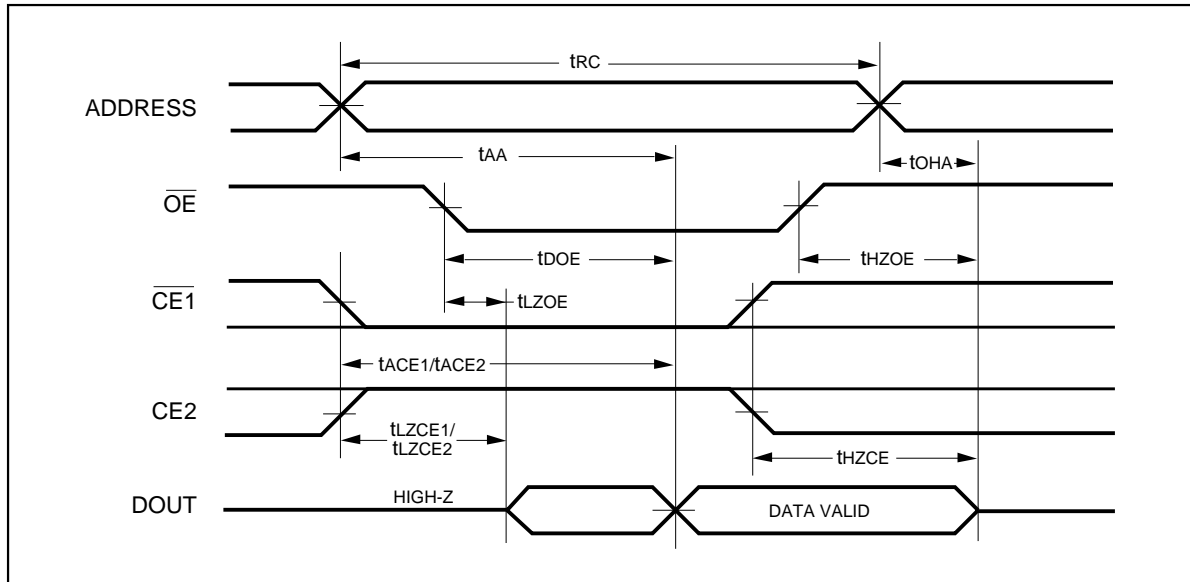 tRC
ADDRESS
tAA
tOHA
OE
tDOE
tHZOE
CE1
tLZOE
tACE1/tACE2
CE2
tLZCE1/
tLZCE2
tHZCE
HIGH-Z
DOUT
DATA VALID